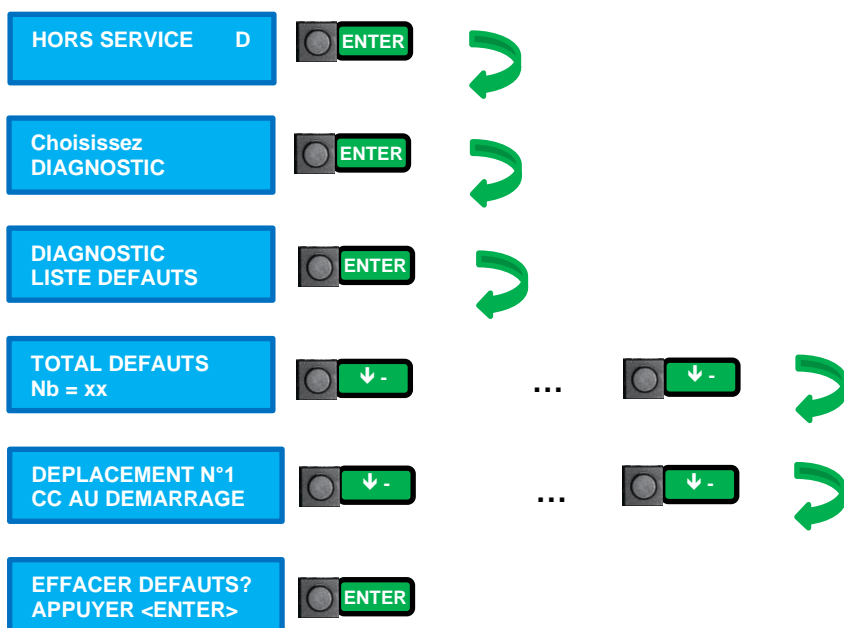 HORS SERVICE D ENTER
Choisissez
DIAGNOSTIC
ENTER
DIAGNOSTIC
LISTE DEFAUTS
ENTER
TOTAL DEFAUTS
Nb = xx
🡻 - ... 🡻 -
DEPLACEMENT N°1
CC AU DEMARRAGE
🡻 - ... 🡻 -
EFFACER DEFAUTS?
APPUYER <ENTER>
ENTER